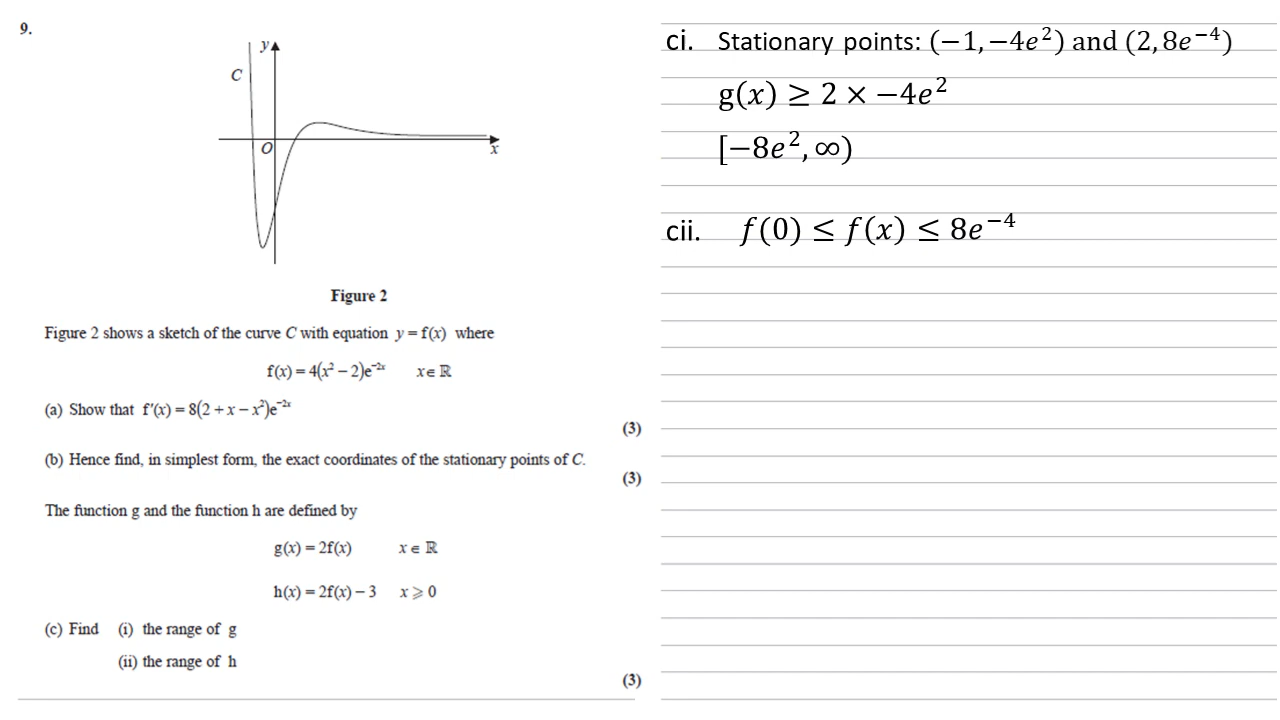 9.
y
C
O
x
Figure 2
Figure 2 shows a sketch of the curve C with equation y = f(x) where
f(x) = 4(x² – 2)e⁻²ˣ x ∈ ℝ
(a) Show that f′(x) = 8(2 + x – x²)e⁻²ˣ
(3)
(b) Hence find, in simplest form, the exact coordinates of the stationary points of C.
(3)
The function g and the function h are defined by
g(x) = 2f(x) x ∈ ℝ
h(x) = 2f(x) – 3 x ⩾ 0
(c) Find (i) the range of g
(ii) the range of h
(3)
ci. Stationary points: (−1, −4e²) and (2, 8e⁻⁴)
g(x) ≥ 2 × −4e²
[−8e², ∞)
cii. f(0) ≤ f(x) ≤ 8e⁻⁴